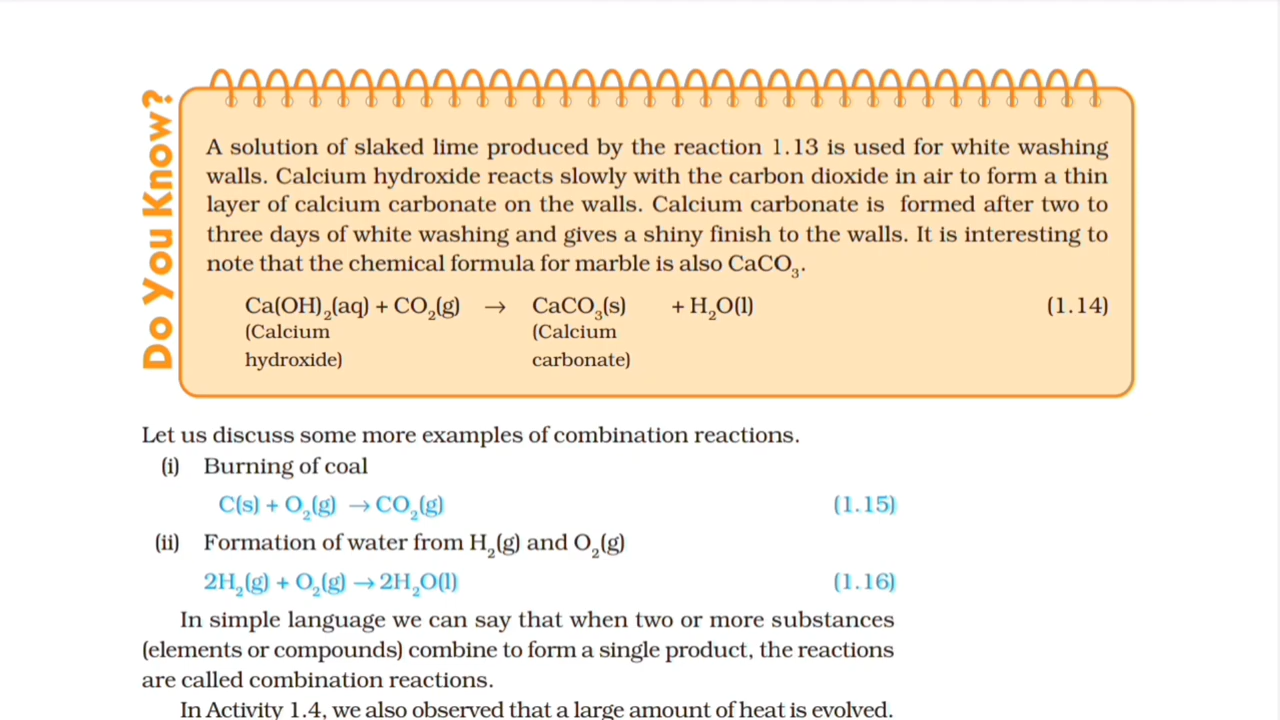 Do You Know?
A solution of slaked lime produced by the reaction 1.13 is used for white washing
walls. Calcium hydroxide reacts slowly with the carbon dioxide in air to form a thin
layer of calcium carbonate on the walls. Calcium carbonate is formed after two to
three days of white washing and gives a shiny finish to the walls. It is interesting to
note that the chemical formula for marble is also CaCO₃.
Ca(OH)₂(aq) + CO₂(g) → CaCO₃(s) + H₂O(l) (1.14)
(Calcium (Calcium
hydroxide) carbonate)
Let us discuss some more examples of combination reactions.
(i) Burning of coal
C(s) + O₂(g) → CO₂(g) (1.15)
(ii) Formation of water from H₂(g) and O₂(g)
2H₂(g) + O₂(g) → 2H₂O(l) (1.16)
In simple language we can say that when two or more substances
(elements or compounds) combine to form a single product, the reactions
are called combination reactions.
In Activity 1.4, we also observed that a large amount of heat is evolved.